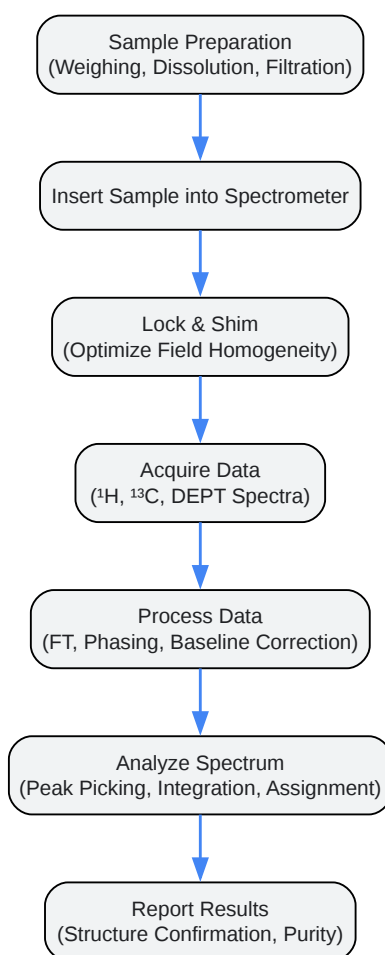 Sample Preparation
(Weighing, Dissolution, Filtration)
Insert Sample into Spectrometer
Lock & Shim
(Optimize Field Homogeneity)
Acquire Data
(¹H, ¹³C, DEPT Spectra)
Process Data
(FT, Phasing, Baseline Correction)
Analyze Spectrum
(Peak Picking, Integration, Assignment)
Report Results
(Structure Confirmation, Purity)